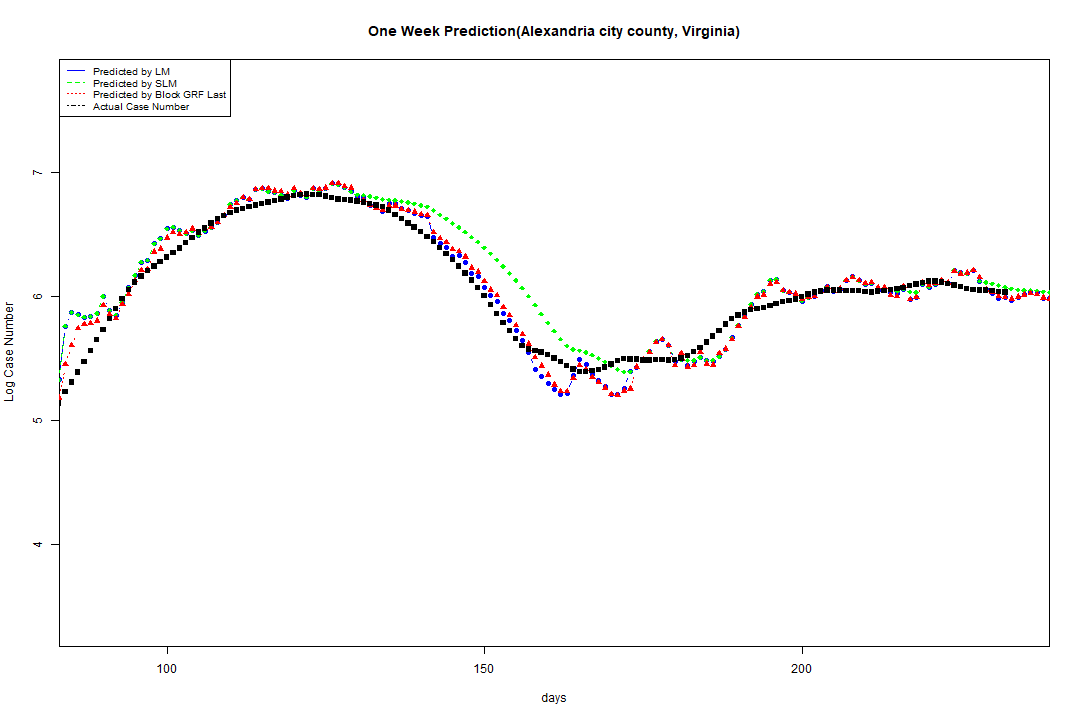 One Week Prediction(Alexandria city county, Virginia)
Predicted by LM
Predicted by SLM
Predicted by Block GRF Last
Actual Case Number
7
6
5
4
Log Case Number
100 150 200
days